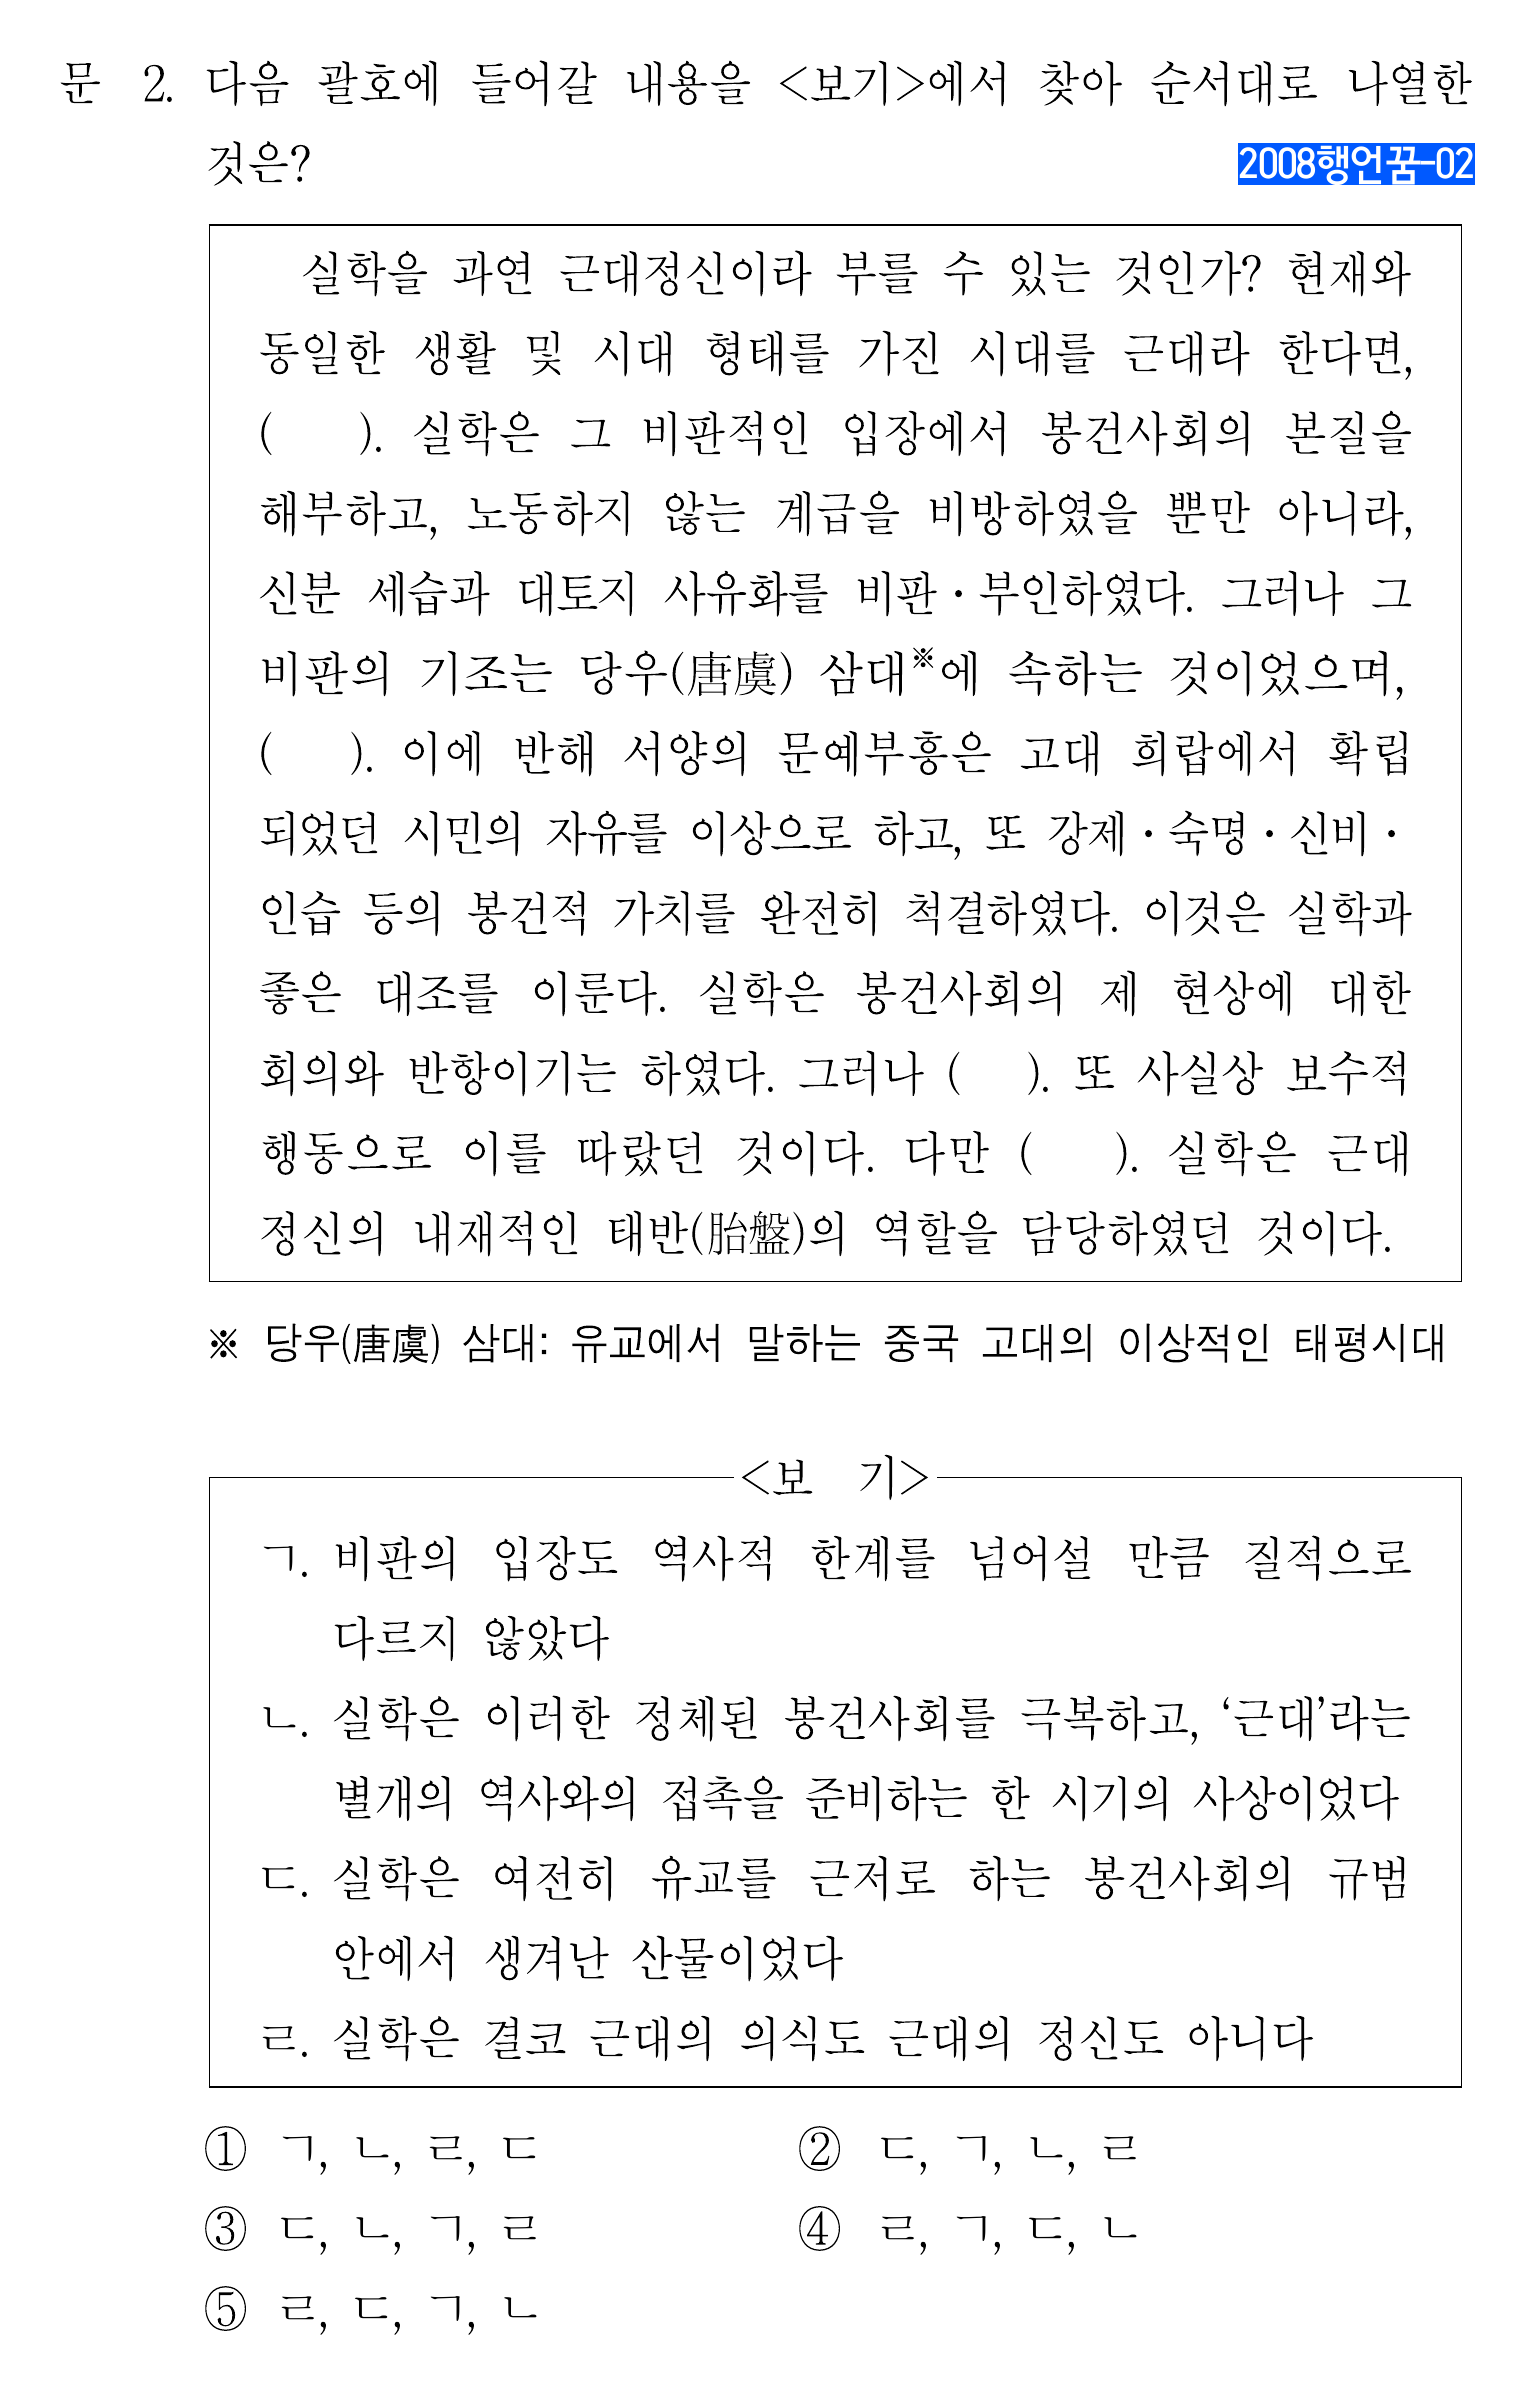 문 2. 다음 괄호에 들어갈 내용을 <보기>에서 찾아 순서대로 나열한
것은?
2008행언꿈-02
실학을 과연 근대정신이라 부를 수 있는 것인가? 현재와
동일한 생활 및 시대 형태를 가진 시대를 근대라 한다면,
( ). 실학은 그 비판적인 입장에서 봉건사회의 본질을
해부하고, 노동하지 않는 계급을 비방하였을 뿐만 아니라,
신분 세습과 대토지 사유화를 비판·부인하였다. 그러나 그
비판의 기조는 당우(唐虞) 삼대※에 속하는 것이었으며,
( ). 이에 반해 서양의 문예부흥은 고대 희랍에서 확립
되었던 시민의 자유를 이상으로 하고, 또 강제·숙명·신비·
인습 등의 봉건적 가치를 완전히 척결하였다. 이것은 실학과
좋은 대조를 이룬다. 실학은 봉건사회의 제 현상에 대한
회의와 반항이기는 하였다. 그러나 ( ). 또 사실상 보수적
행동으로 이를 따랐던 것이다. 다만 ( ). 실학은 근대
정신의 내재적인 태반(胎盤)의 역할을 담당하였던 것이다.
※ 당우(唐虞) 삼대: 유교에서 말하는 중국 고대의 이상적인 태평시대
<보 기>
ㄱ. 비판의 입장도 역사적 한계를 넘어설 만큼 질적으로
다르지 않았다
ㄴ. 실학은 이러한 정체된 봉건사회를 극복하고, ‘근대’라는
별개의 역사와의 접촉을 준비하는 한 시기의 사상이었다
ㄷ. 실학은 여전히 유교를 근저로 하는 봉건사회의 규범
안에서 생겨난 산물이었다
ㄹ. 실학은 결코 근대의 의식도 근대의 정신도 아니다
① ㄱ, ㄴ, ㄹ, ㄷ
② ㄷ, ㄱ, ㄴ, ㄹ
③ ㄷ, ㄴ, ㄱ, ㄹ
④ ㄹ, ㄱ, ㄷ, ㄴ
⑤ ㄹ, ㄷ, ㄱ, ㄴ